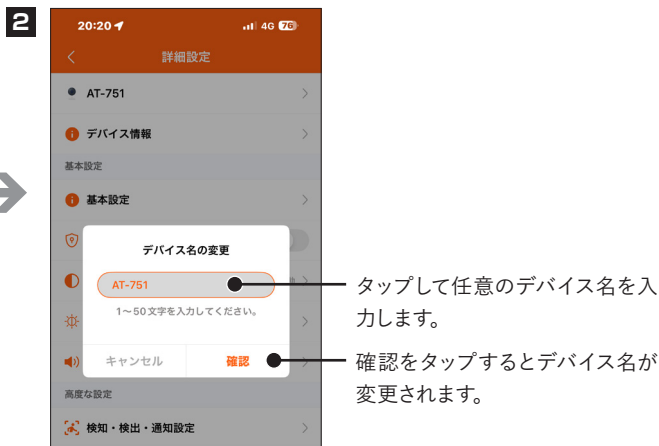 2
20:20 4G 76
詳細設定
AT-751
デバイス情報
基本設定
基本設定
デバイス名の変更
AT-751
1～50文字を入力してください。
キャンセル 確認
高度な設定
検知・検出・通知設定
タップして任意のデバイス名を入
力します。
確認をタップするとデバイス名が
変更されます。